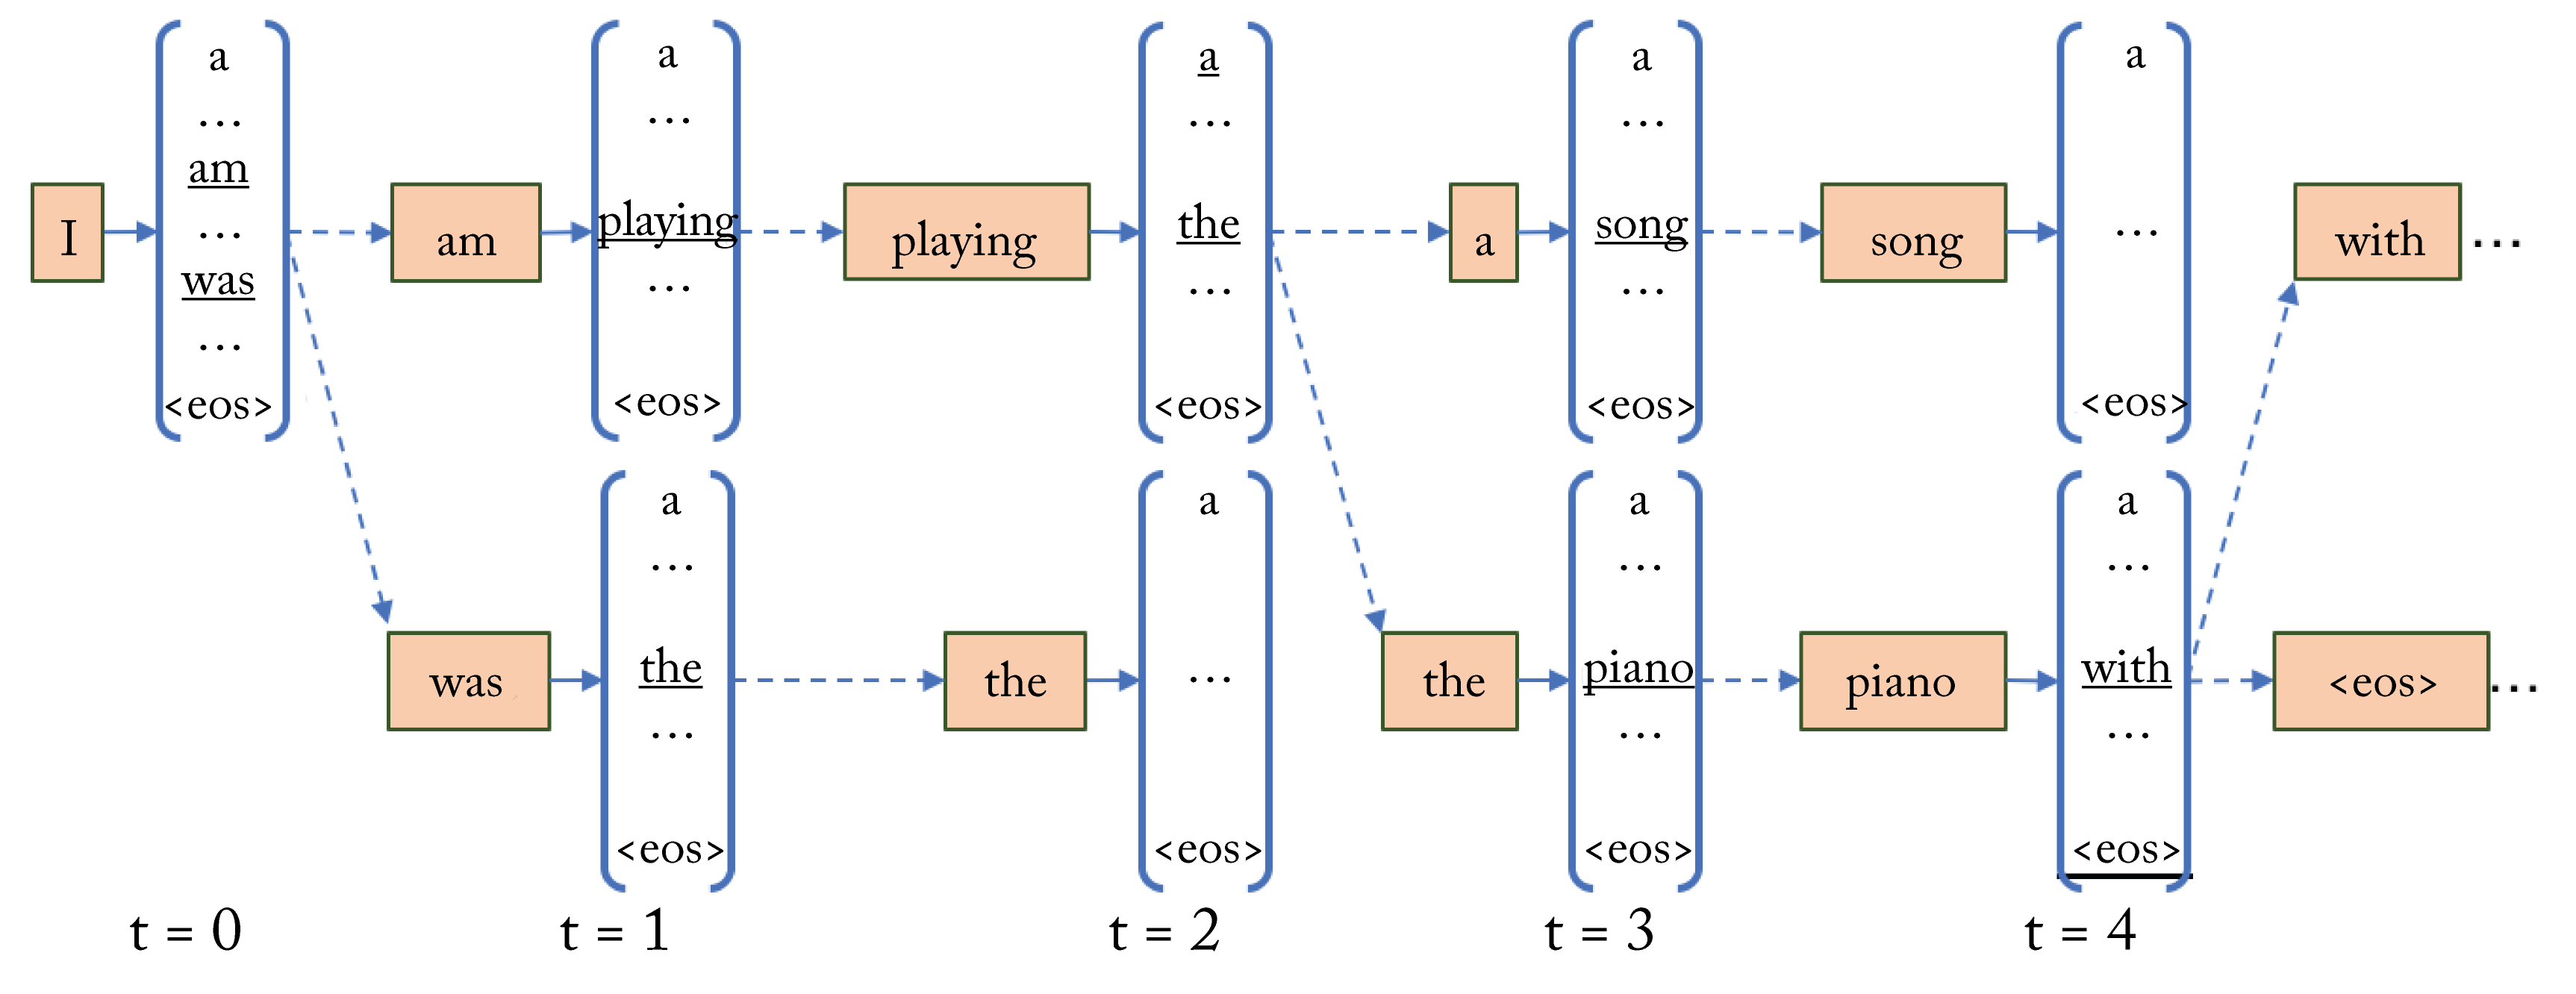 I
a
...
am
...
was
...
<eos>
am
a
...
playing
...
<eos>
playing
a
...
the
...
<eos>
a
a
...
song
...
<eos>
song
a
...
<eos>
with ...
was
a
...
the
...
<eos>
the
a
...
<eos>
the
a
...
piano
...
<eos>
piano
a
...
with
...
<eos>
<eos> ...
t = 0
t = 1
t = 2
t = 3
t = 4